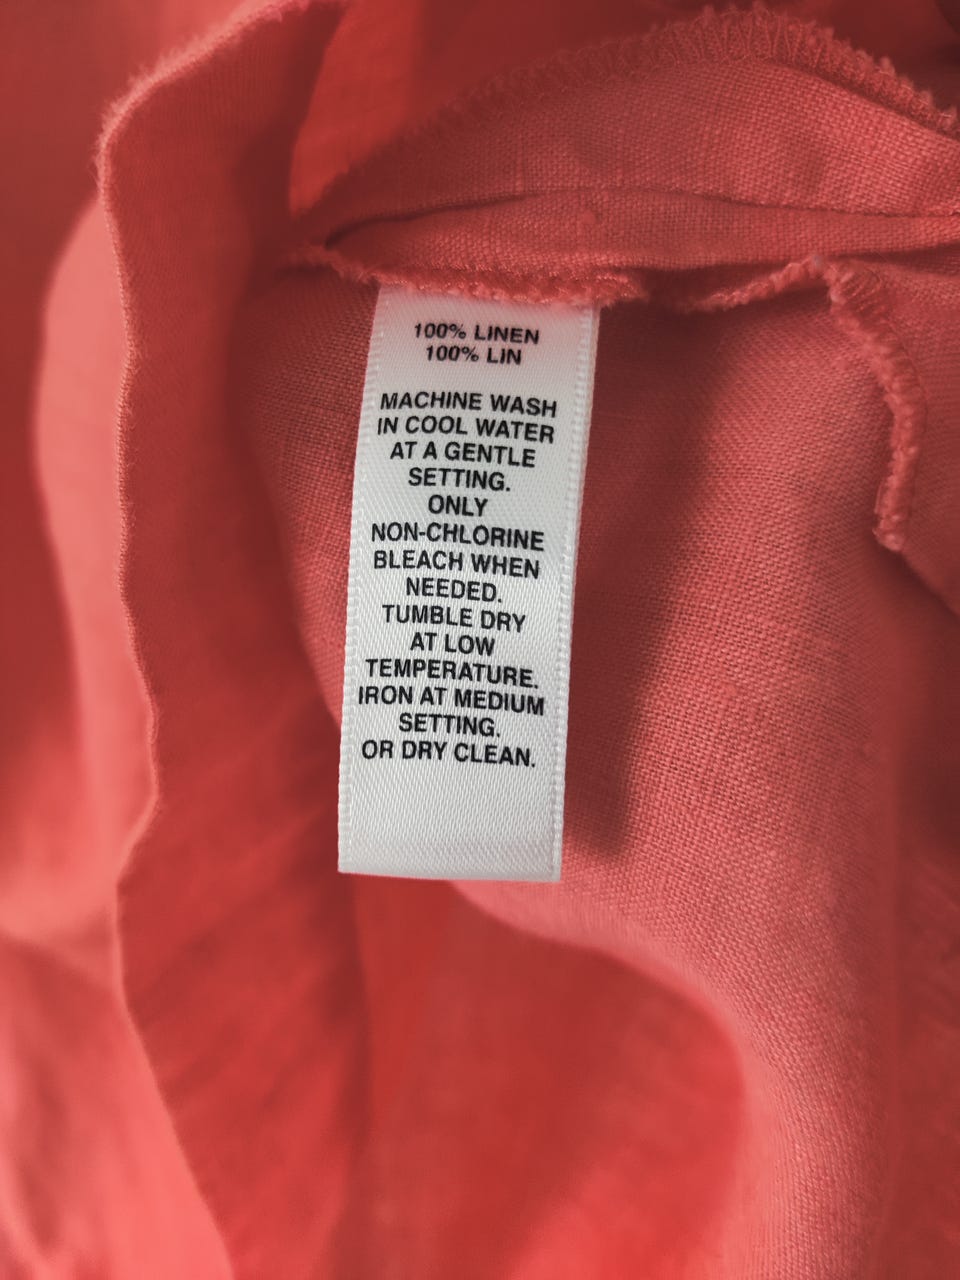 100% LINEN
100% LIN
MACHINE WASH
IN COOL WATER
AT A GENTLE
SETTING.
ONLY
NON-CHLORINE
BLEACH WHEN
NEEDED.
TUMBLE DRY
AT LOW
TEMPERATURE.
IRON AT MEDIUM
SETTING.
OR DRY CLEAN.